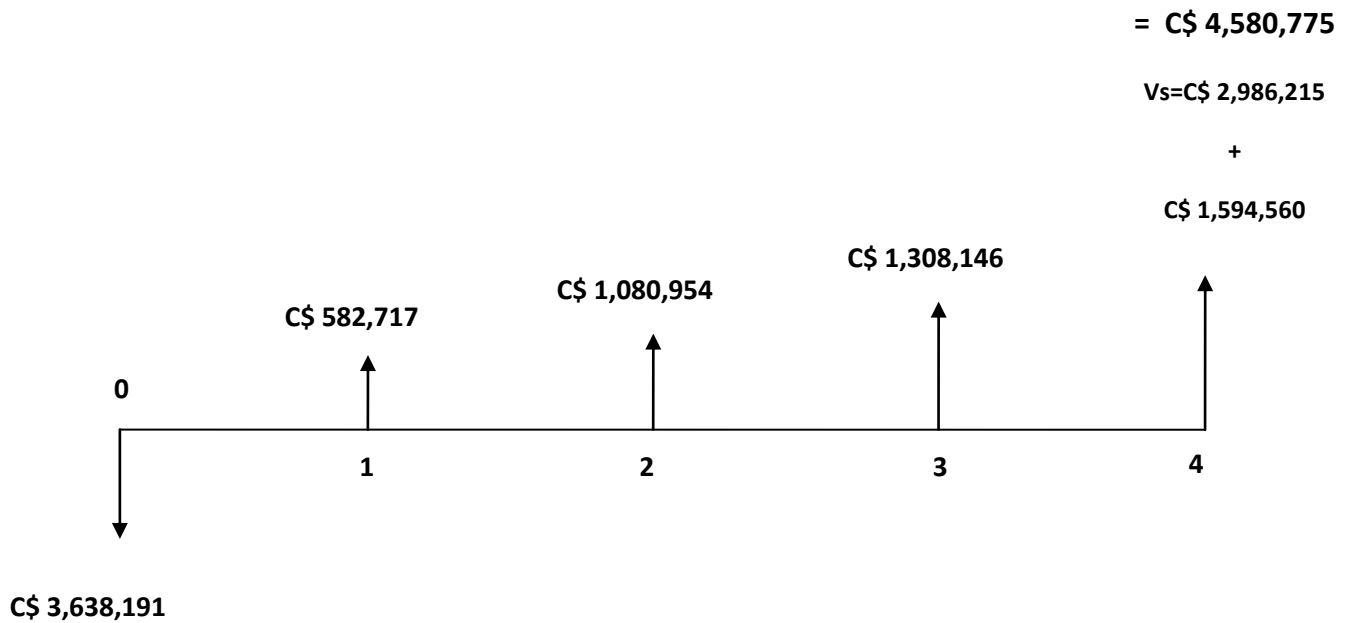 = C$ 4,580,775
Vs=C$ 2,986,215
+
C$ 1,594,560
C$ 1,308,146
C$ 1,080,954
C$ 582,717
0
1
2
3
4
C$ 3,638,191